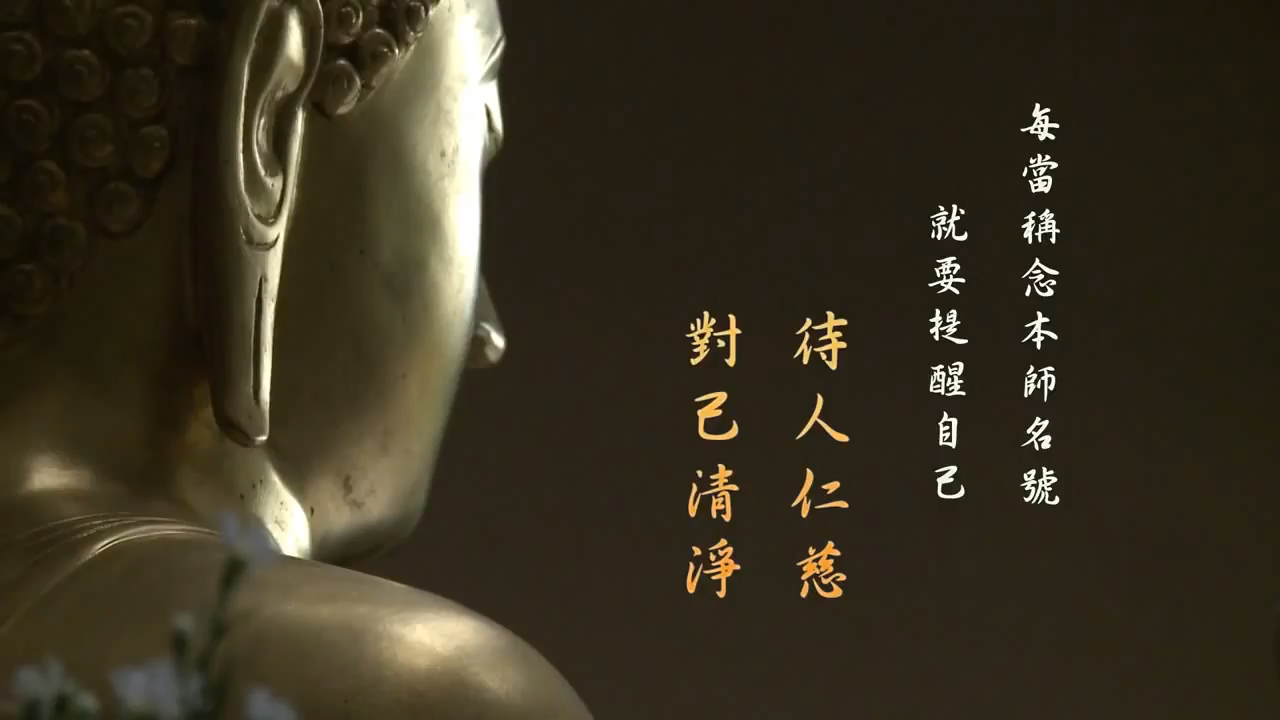 每當稱念本師名號
就要提醒自己
待人仁慈
對己清淨